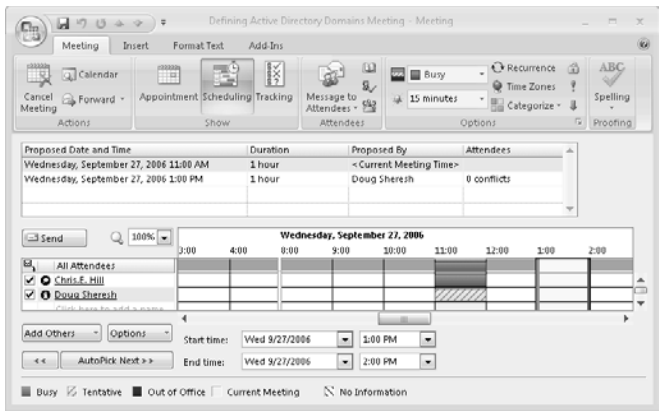 Defining Active Directory Domains Meeting - Meeting
Meeting Insert Format Text Add-Ins
Cancel Meeting
Calendar
Forward
Actions
Appointment Scheduling Tracking
Show
Message to Attendees
Attendees
Busy
15 minutes
Recurrence
Time Zones
Categorize
Options
ABC
Spelling
Proofing
Proposed Date and Time Duration Proposed By Attendees
Wednesday, September 27, 2006 11:00 AM 1 hour <Current Meeting Time>
Wednesday, September 27, 2006 1:00 PM 1 hour Doug Sheresh 0 conflicts
Send 100%
Wednesday, September 27, 2006
3:00 4:00 8:00 9:00 10:00 11:00 12:00 1:00 2:00
All Attendees
Chris.E. Hill
Doug Sheresh
Click here to add a name
Add Others Options
Start time: Wed 9/27/2006 1:00 PM
<< AutoPick Next >>
End time: Wed 9/27/2006 2:00 PM
Busy Tentative Out of Office Current Meeting No Information